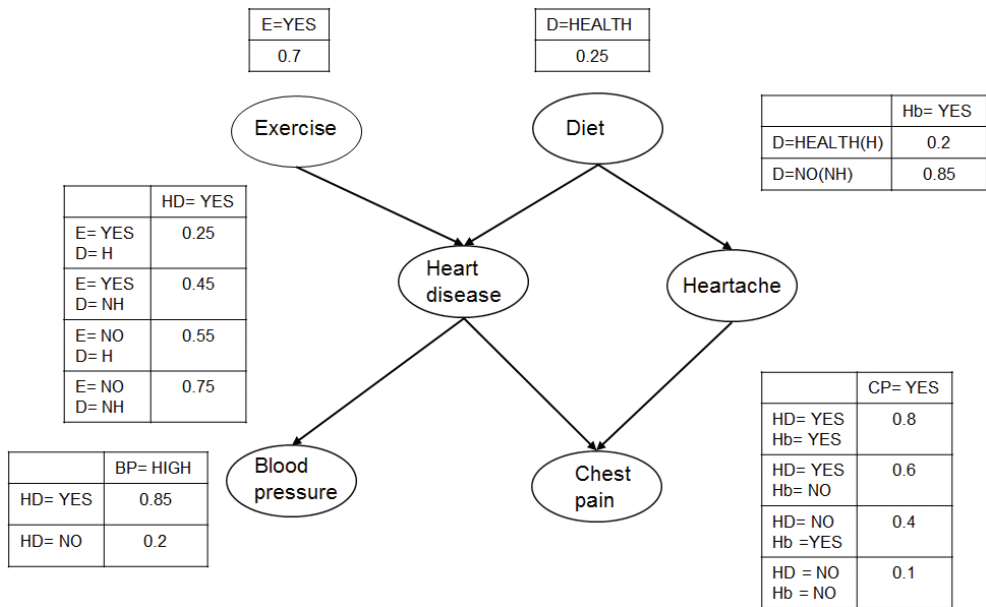 E=YES
0.7
D=HEALTH
0.25
Exercise
Diet
Hb= YES
D=HEALTH(H)
0.2
D=NO(NH)
0.85
HD= YES
E= YES
D= H
0.25
E= YES
D= NH
0.45
E= NO
D= H
0.55
E= NO
D= NH
0.75
Heart
disease
Heartache
BP= HIGH
HD= YES
0.85
HD= NO
0.2
Blood
pressure
Chest
pain
CP= YES
HD= YES
Hb= YES
0.8
HD= YES
Hb= NO
0.6
HD= NO
Hb =YES
0.4
HD = NO
Hb = NO
0.1